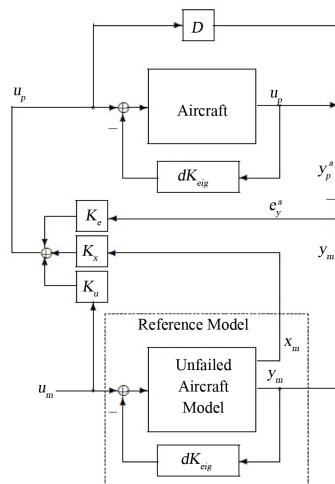 D
u_p
u_p
Aircraft
−
dK_eig
y_p^a
−
e_y^a
K_e
K_x
y_m
K_u
Reference Model
x_m
Unfailed
Aircraft
Model
y_m
u_m
−
dK_eig